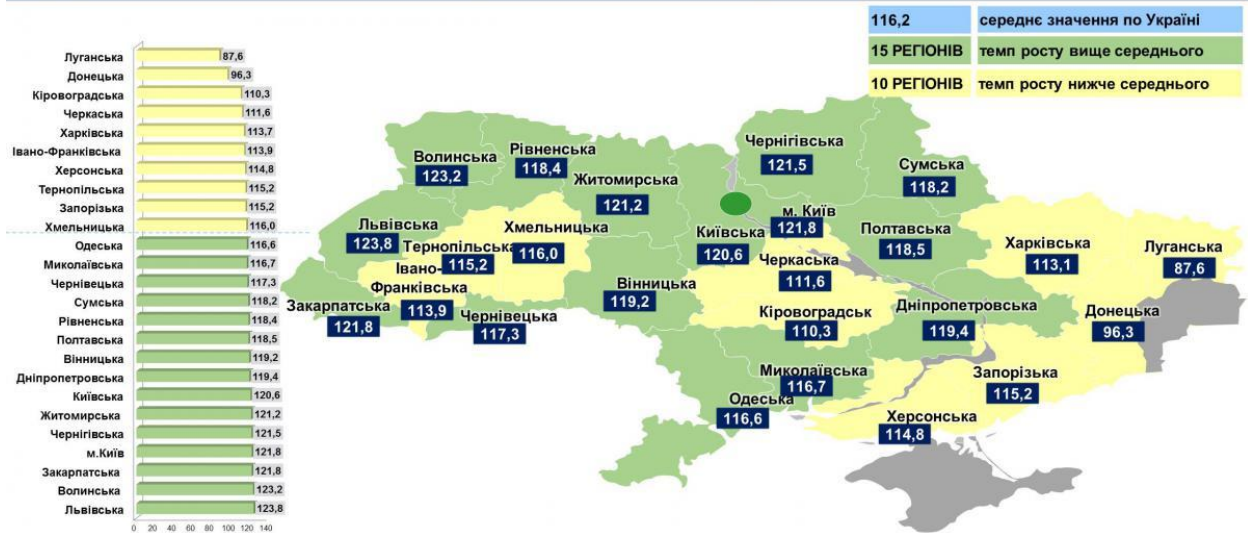 116,2 середнє значення по Україні
15 РЕГІОНІВ темп росту вище середнього
10 РЕГІОНІВ темп росту нижче середнього
Луганська 87,6
Донецька 96,3
Кіровоградська 110,3
Черкаська 111,6
Харківська 113,7
Івано-Франківська 113,9
Херсонська 114,8
Тернопільська 115,2
Запорізька 115,2
Хмельницька 116,0
Одеська 116,6
Миколаївська 116,7
Чернівецька 117,3
Сумська 118,2
Рівненська 118,4
Полтавська 118,5
Вінницька 119,2
Дніпропетровська 119,4
Київська 120,6
Житомирська 121,2
Чернігівська 121,5
м.Київ 121,8
Закарпатська 121,8
Волинська 123,2
Львівська 123,8
0 20 40 60 80 100 120 140
Волинська
123,2
Рівненська
118,4
Житомирська
121,2
Чернігівська
121,5
Сумська
118,2
Львівська
123,8
Тернопільська
115,2
Хмельницька
116,0
Івано-
Франківська
113,9
Закарпатська
121,8
Чернівецька
117,3
Вінницька
119,2
Київська
120,6
м. Київ
121,8
Черкаська
111,6
Полтавська
118,5
Харківська
113,1
Луганська
87,6
Кіровоградськ
110,3
Дніпропетровська
119,4
Донецька
96,3
Миколаївська
116,7
Одеська
116,6
Запорізька
115,2
Херсонська
114,8